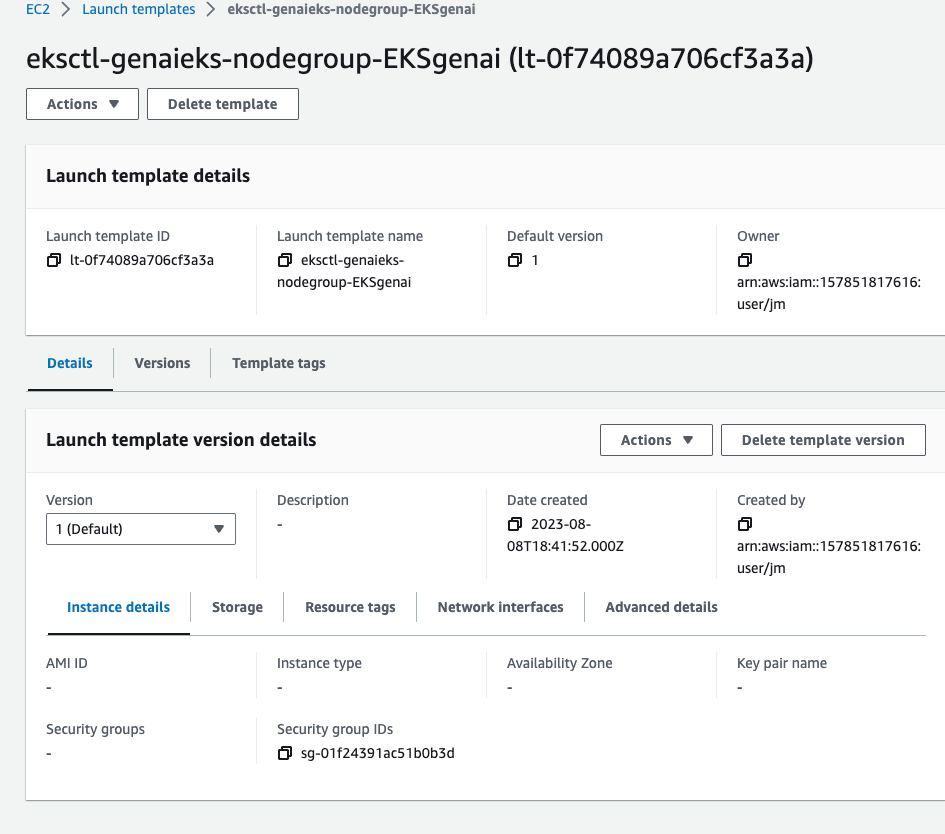 EC2 > Launch templates > eksctl-genaieks-nodegroup-EKSgenai
eksctl-genaieks-nodegroup-EKSgenai (lt-0f74089a706cf3a3a)
Actions Delete template
Launch template details
Launch template ID Launch template name Default version Owner
lt-0f74089a706cf3a3a eksctl-genaieks- 1
nodegroup-EKSgenai arn:aws:iam::157851817616:
user/jm
Details Versions Template tags
Launch template version details Actions Delete template version
Version Description Date created Created by
1 (Default) - 2023-08-
08T18:41:52.000Z arn:aws:iam::157851817616:
user/jm
Instance details Storage Resource tags Network interfaces Advanced details
AMI ID Instance type Availability Zone Key pair name
- - - -
Security groups Security group IDs
- sg-01f24391ac51b0b3d